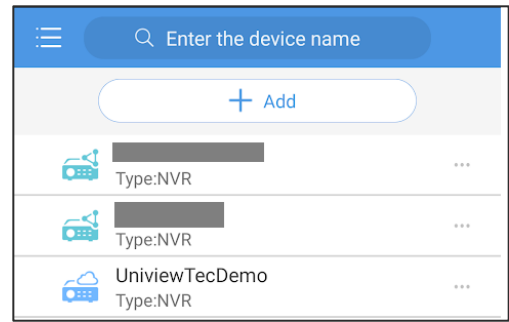 Enter the device name
Add
Type:NVR
Type:NVR
UniviewTecDemo
Type:NVR